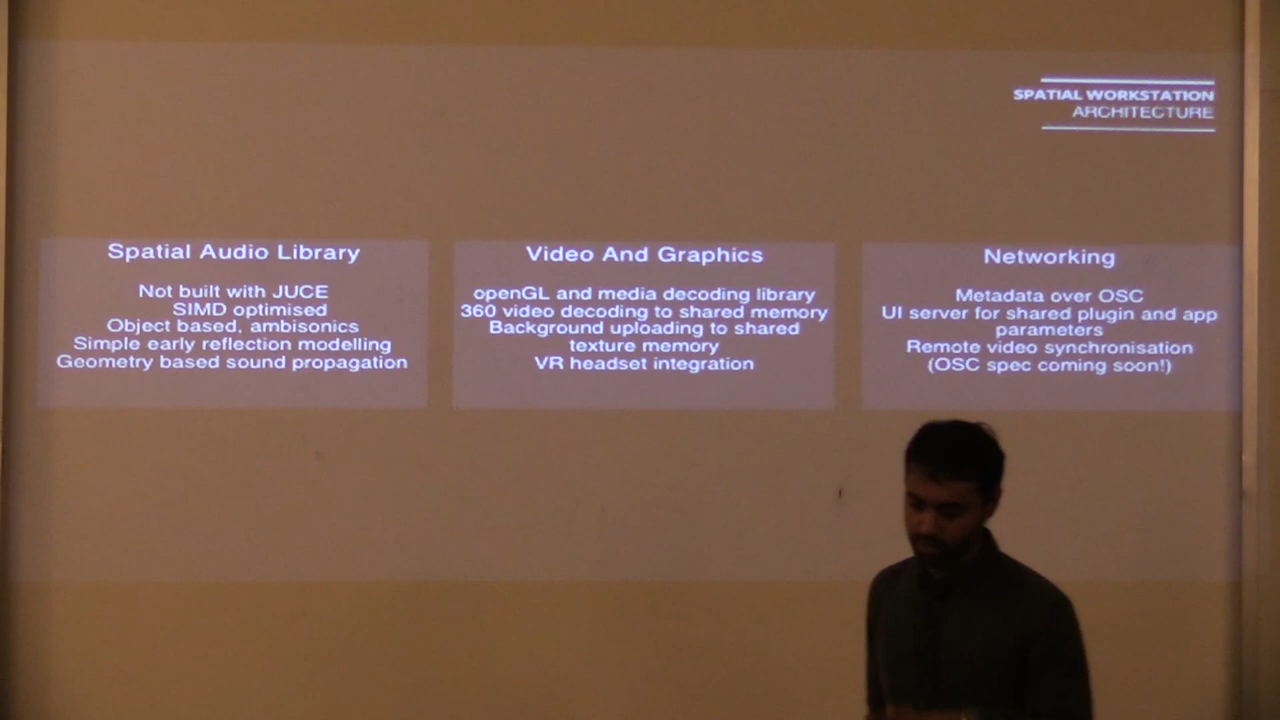 SPATIAL WORKSTATION
ARCHITECTURE
Spatial Audio Library
Not built with JUCE
SIMD optimised
Object based, ambisonics
Simple early reflection modelling
Geometry based sound propagation
Video And Graphics
openGL and media decoding library
360 video decoding to shared memory
Background uploading to shared
texture memory
VR headset integration
Networking
Metadata over OSC
UI server for shared plugin and app
parameters
Remote video synchronisation
(OSC spec coming soon!)